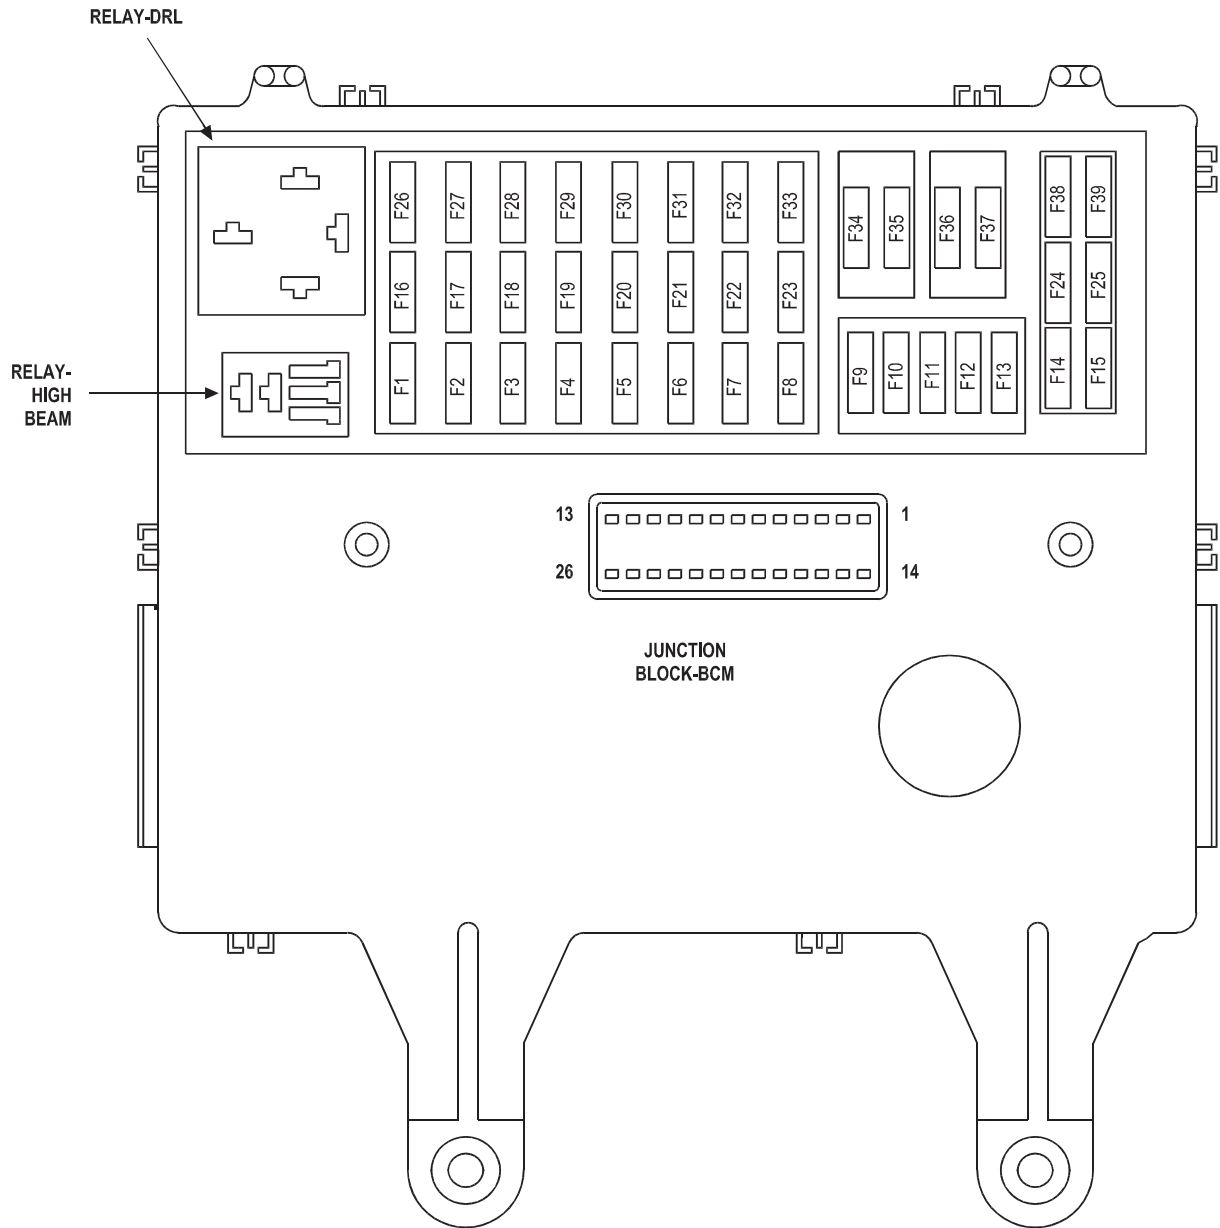 RELAY-DRL
F26 F27 F28 F29 F30 F31 F32 F33 F34 F35 F36 F37 F38 F39
F16 F17 F18 F19 F20 F21 F22 F23 F24 F25
F1 F2 F3 F4 F5 F6 F7 F8 F9 F10 F11 F12 F13 F14 F15
RELAY-
HIGH
BEAM
13 1
26 14
JUNCTION
BLOCK-BCM